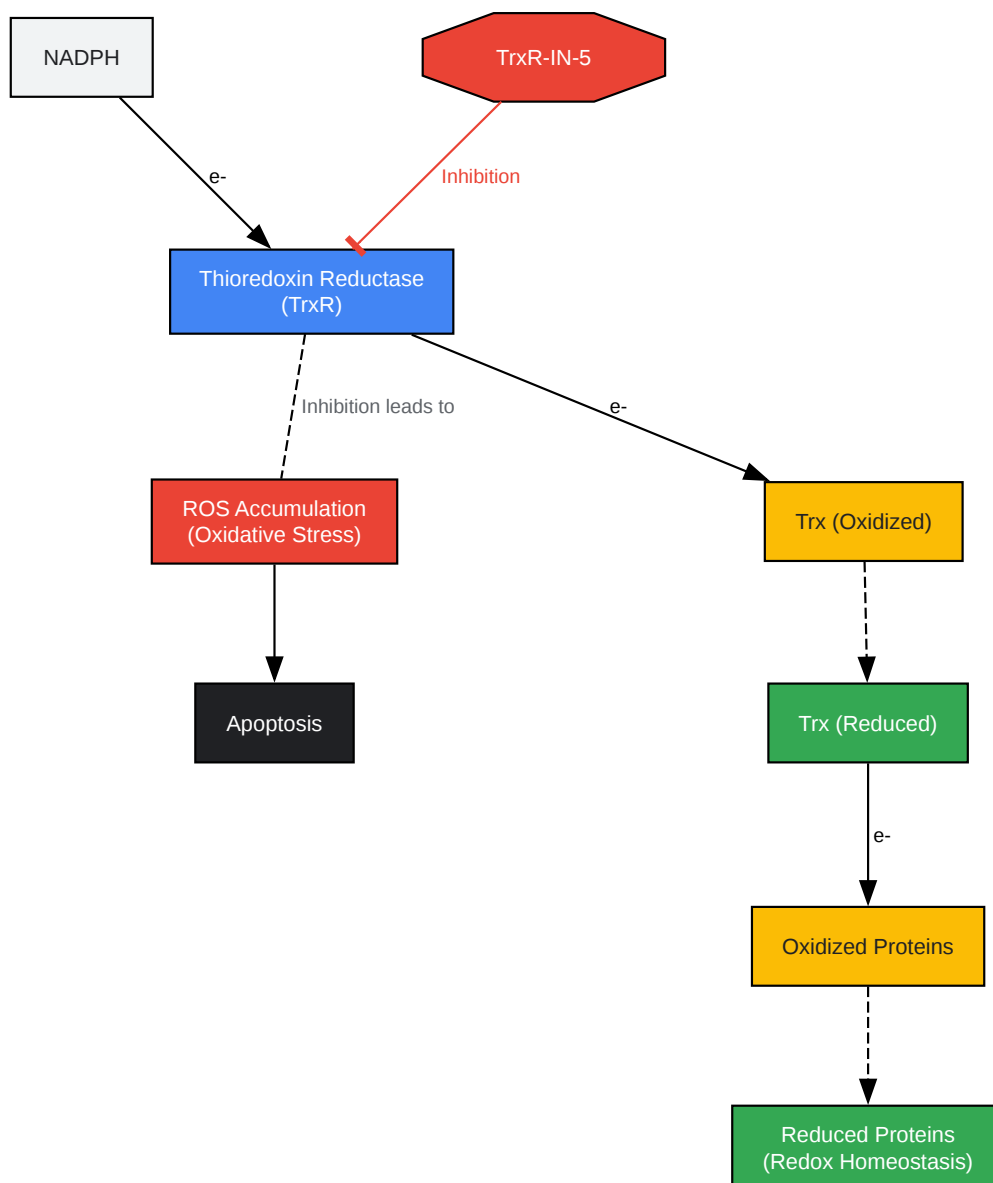 NADPH
TrxR-IN-5
e-
Inhibition
Thioredoxin Reductase
(TrxR)
Inhibition leads to
e-
ROS Accumulation
(Oxidative Stress)
Trx (Oxidized)
Apoptosis
Trx (Reduced)
e-
Oxidized Proteins
Reduced Proteins
(Redox Homeostasis)